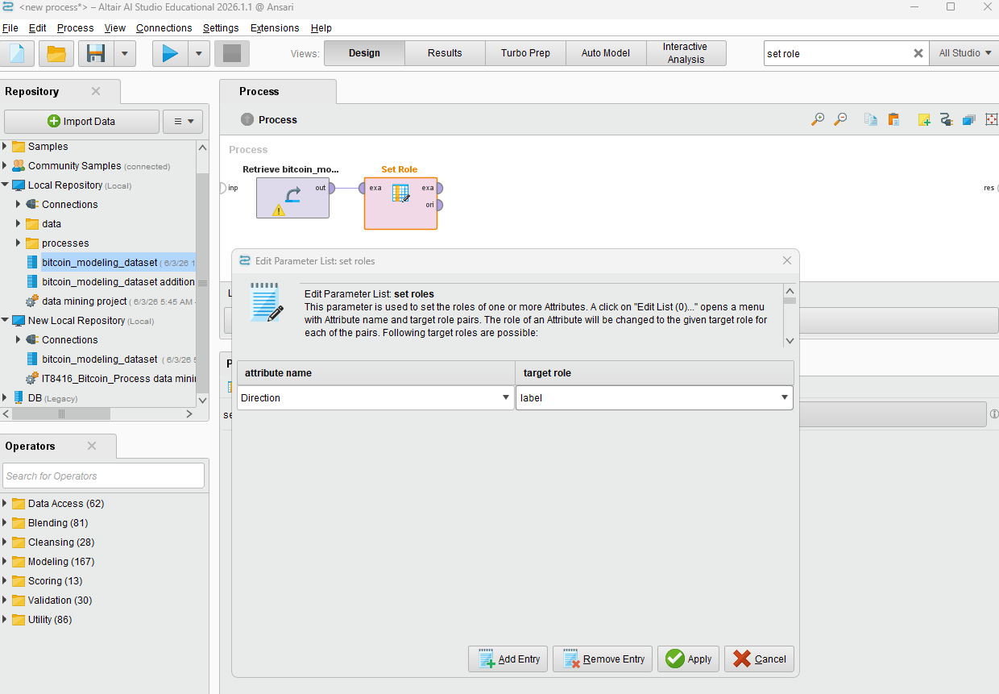 <new process*> – Altair AI Studio Educational 2026.1.1 @ Ansari
File Edit Process View Connections Settings Extensions Help
Views: Design Results Turbo Prep Auto Model Interactive Analysis
set role
All Studio
Repository
Import Data
Samples
Community Samples (connected)
Local Repository (Local)
Connections
data
processes
bitcoin_modeling_dataset ( 6/3/26 1
bitcoin_modeling_dataset addition
data mining project ( 6/3/26 5:45 AM
New Local Repository (Local)
Connections
bitcoin_modeling_dataset ( 6/3/26
IT8416_Bitcoin_Process data mini
DB (Legacy)
Operators
Search for Operators
Data Access (62)
Blending (81)
Cleansing (28)
Modeling (167)
Scoring (13)
Validation (30)
Utility (86)
Process
Process
Process
Retrieve bitcoin_mo...
Set Role
inp
out
exa
exa
ori
res
Edit Parameter List: set roles
Edit Parameter List: set roles
This parameter is used to set the roles of one or more Attributes. A click on "Edit List (0)..." opens a menu
with Attribute name and target role pairs. The role of an Attribute will be changed to the given target role for
each of the pairs. Following target roles are possible:
attribute name target role
Direction label
Add Entry Remove Entry Apply Cancel